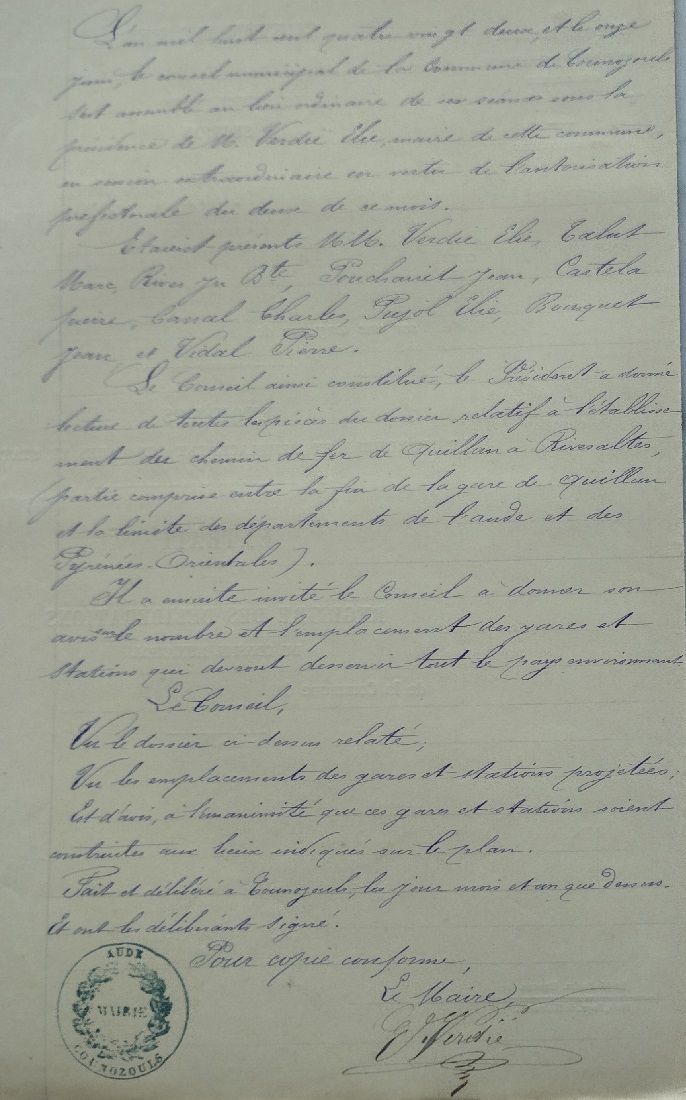 L'an mil huit cent quatre vingt deux, et le onze
juin, le conseil municipal de la Commune de Counozouls
s'est assemblé au lieu ordinaire de ses séances sous la
présidence de M. Verdié Elie, maire de cette commune,
en session extraordinaire en vertu de l'autorisation
préfectorale du deux de ce mois.
Etaient présents MM. Verdié Elie, Talut
Marc, Rives Jn Bte, Pouchairet Jean, Castela
pierre, Canal Charles, Pujol Elie, Bousquet
Jean, et Vidal Pierre.
Le Conseil ainsi constitué, le Président a donné
lecture de toutes les pièces du dossier relatif à l'établisse-
ment du chemin de fer de Quillan à Rivesaltes,
(partie comprise entre la fin de la gare de Quillan
et la limite des départements de l'aude et des
Pyrénées-Orientales).
Il a ensuite invité le Conseil à donner son
avis sur le nombre et l'emplacement des gares et
stations qui devront desservir tout le pays environnant
Le Conseil,
Vu le dossier ci-dessus relaté;
Vu les emplacements des gares et stations projetées;
Est d'avis, à l'unanimité que ces gares et stations soient
construites aux lieux indiqués sur le plan.
Fait et délibéré à Counozouls, les jour mois et an que dessus.
Et ont les délibérants signé.
Pour copie conforme,
Le Maire,
E. Verdié
AUDE
MAIRIE
COUNOZOULS